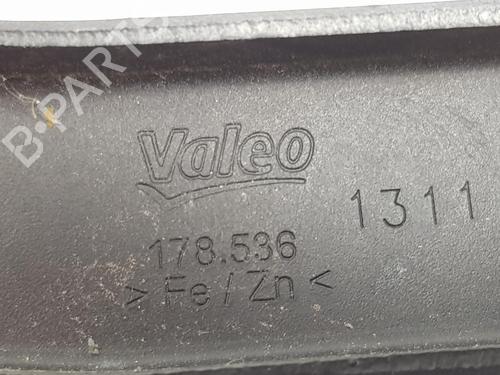 B-PARTS
Valeo
1311
178.536
> Fe / Zn <